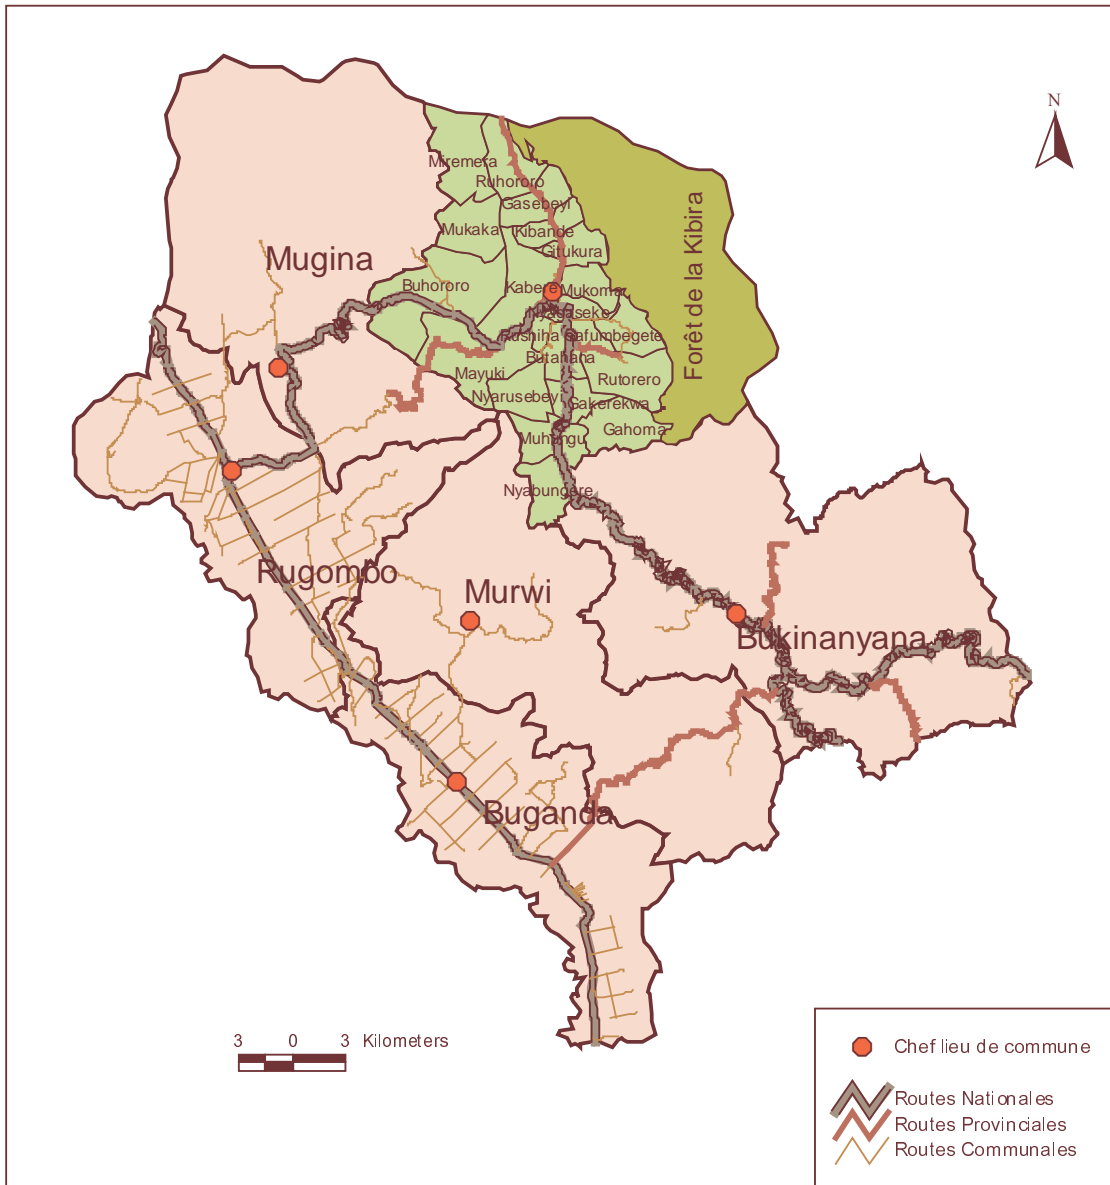 N
Miremera
Ruhororo
Gasebeyi
Mukaka
Kibande
Gitukura
Mugina
Buhororo
Kabere
Mukoma
Nyagaseke
Rushiha
Gafumbegete
Butahana
Mayuki
Rutorero
Nyarusebeyi
Gakerekwa
Muhungu
Gahoma
Nyabungere
Forêt de la Kibira
Rugombo
Murwi
Bukinanyana
Buganda
3 0 3 Kilometers
Chef lieu de commune
Routes Nationales
Routes Provinciales
Routes Communales